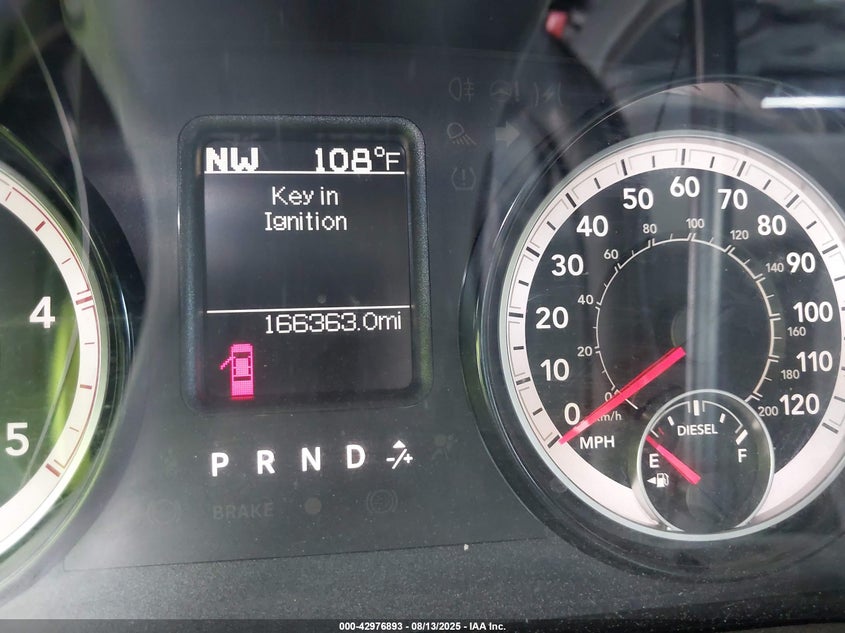 NW 108°F
Key in
Ignition
166363.0mi
P R N D -/+
BRAKE
4
5
0 10 20 30 40 50 60 70 80 90 100 110 120
MPH
0 20 40 60 80 100 120 140 160 180 200
km/h
DIESEL
E F
000-42976893 - 08/13/2025 - IAA Inc.